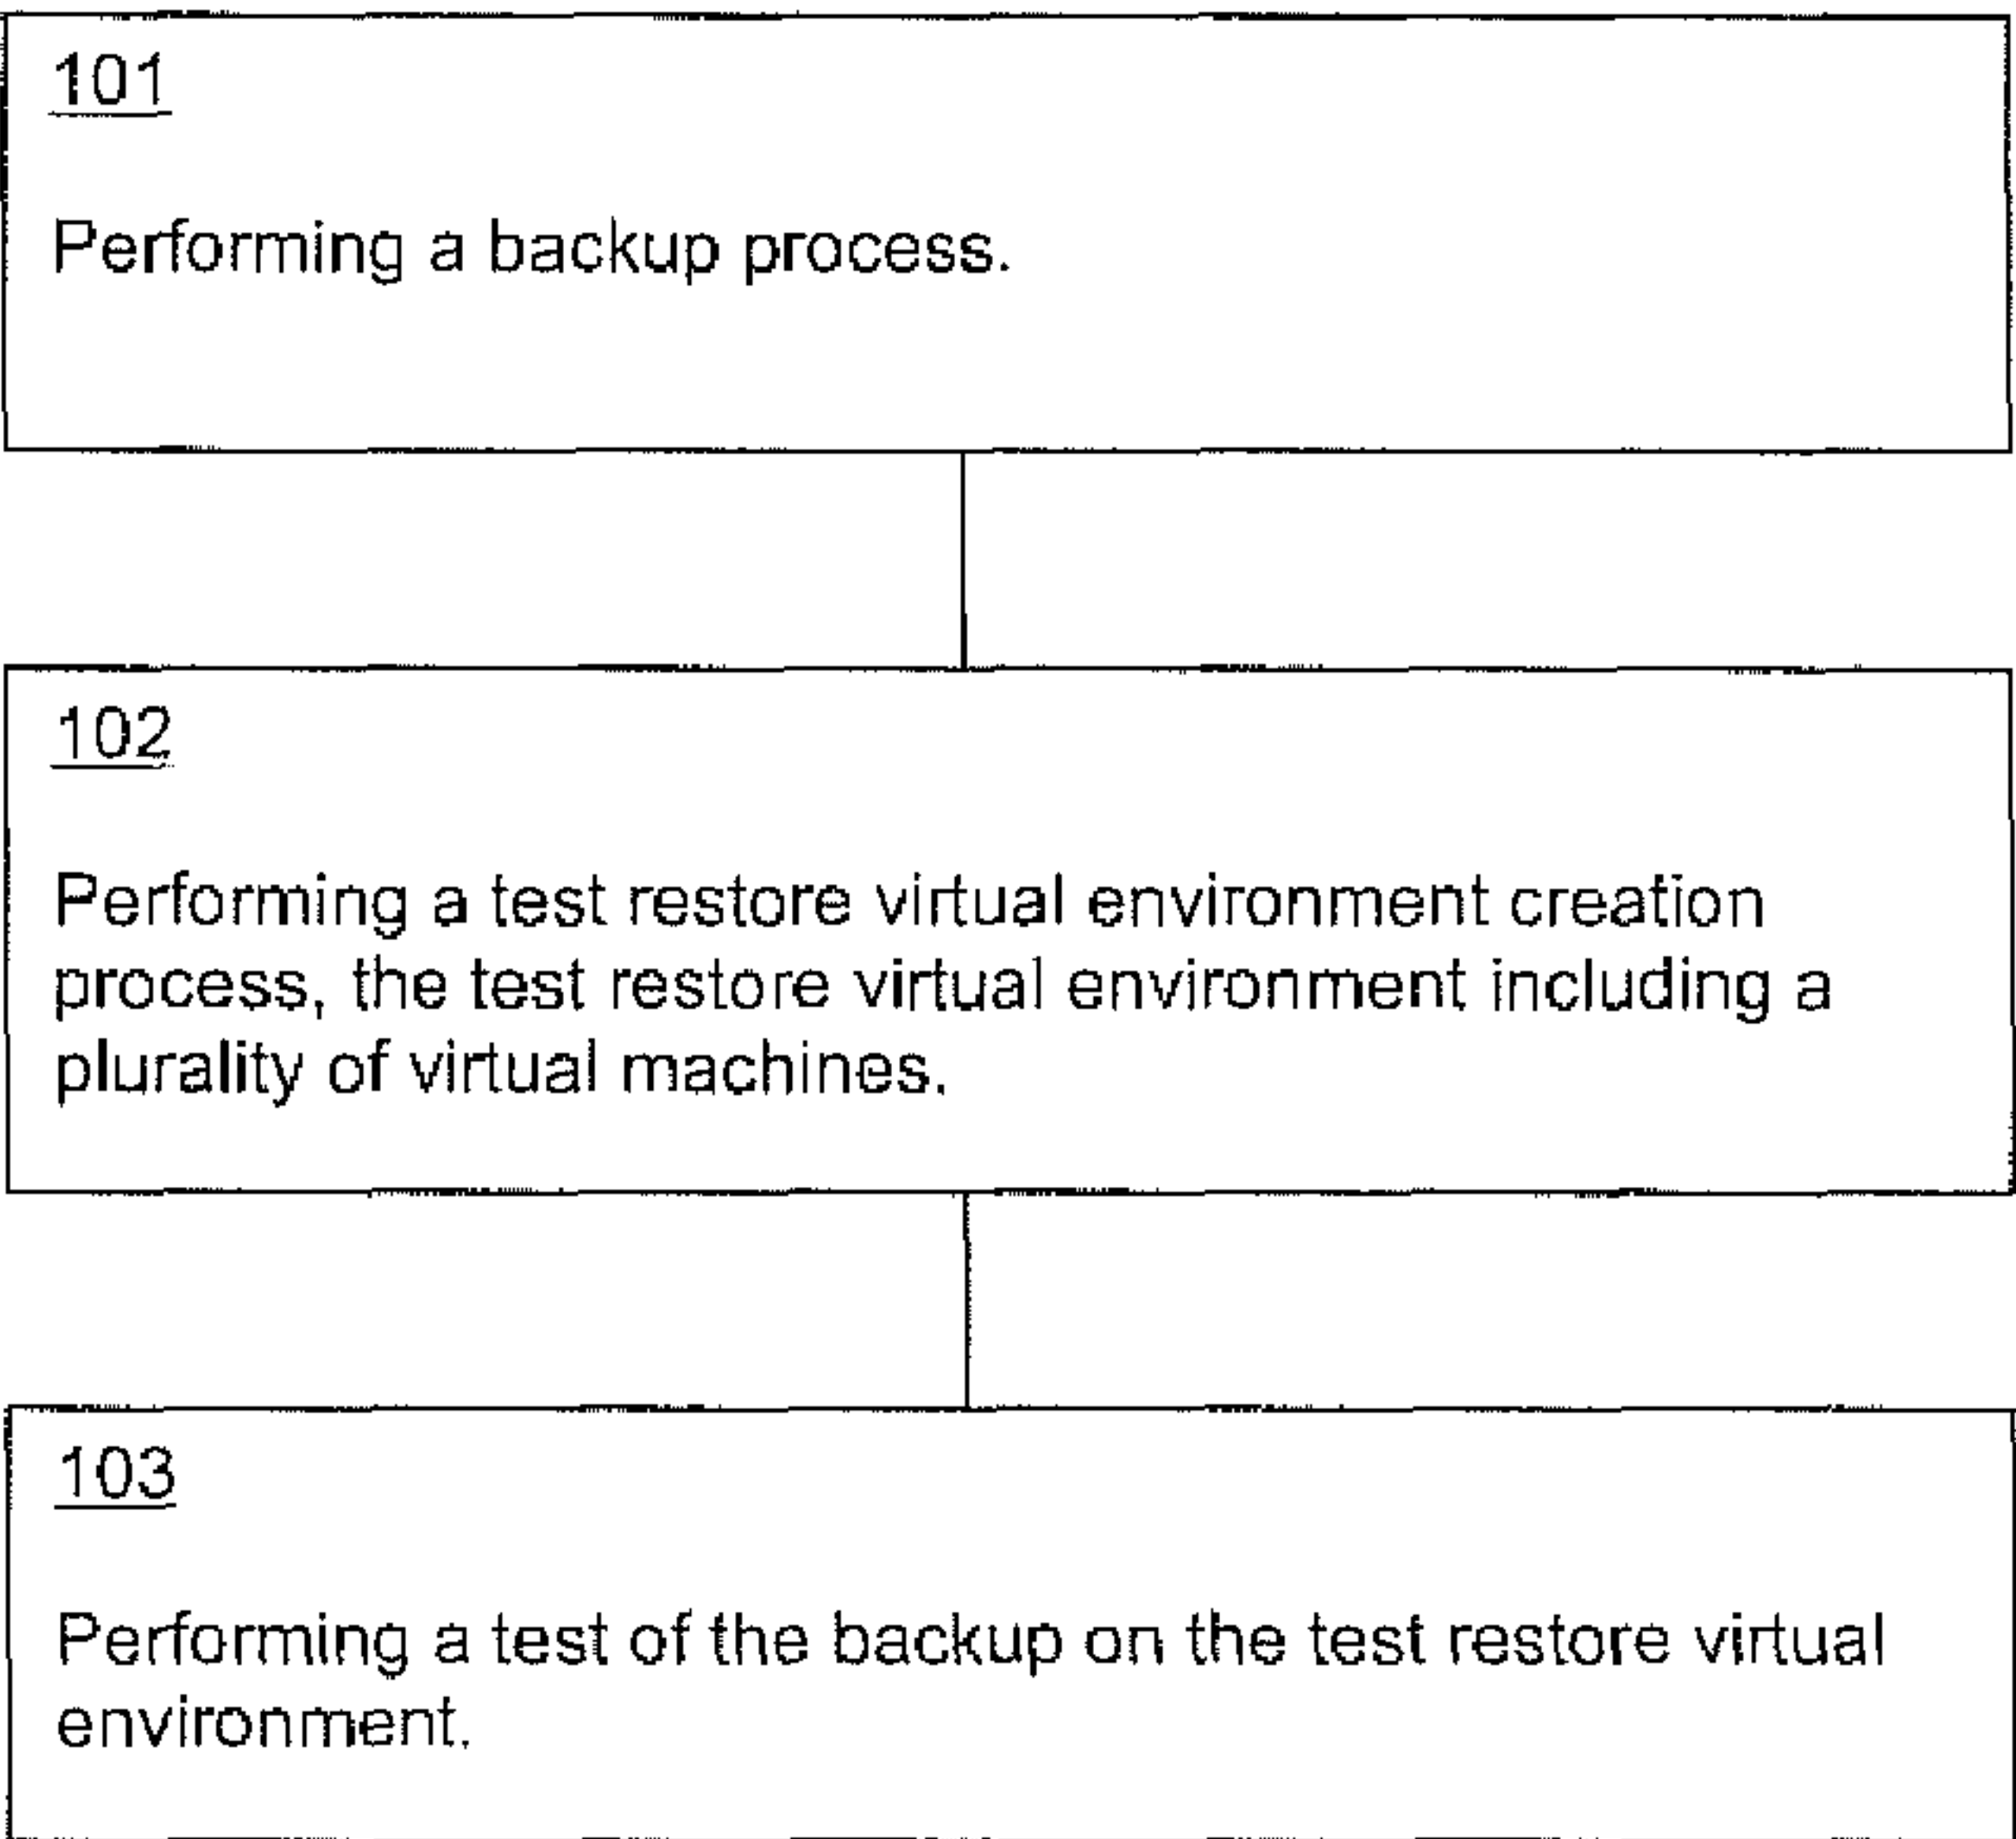 101
Performing a backup process.
102
Performing a test restore virtual environment creation
process, the test restore virtual environment including a
plurality of virtual machines.
103
Performing a test of the backup on the test restore virtual
environment.